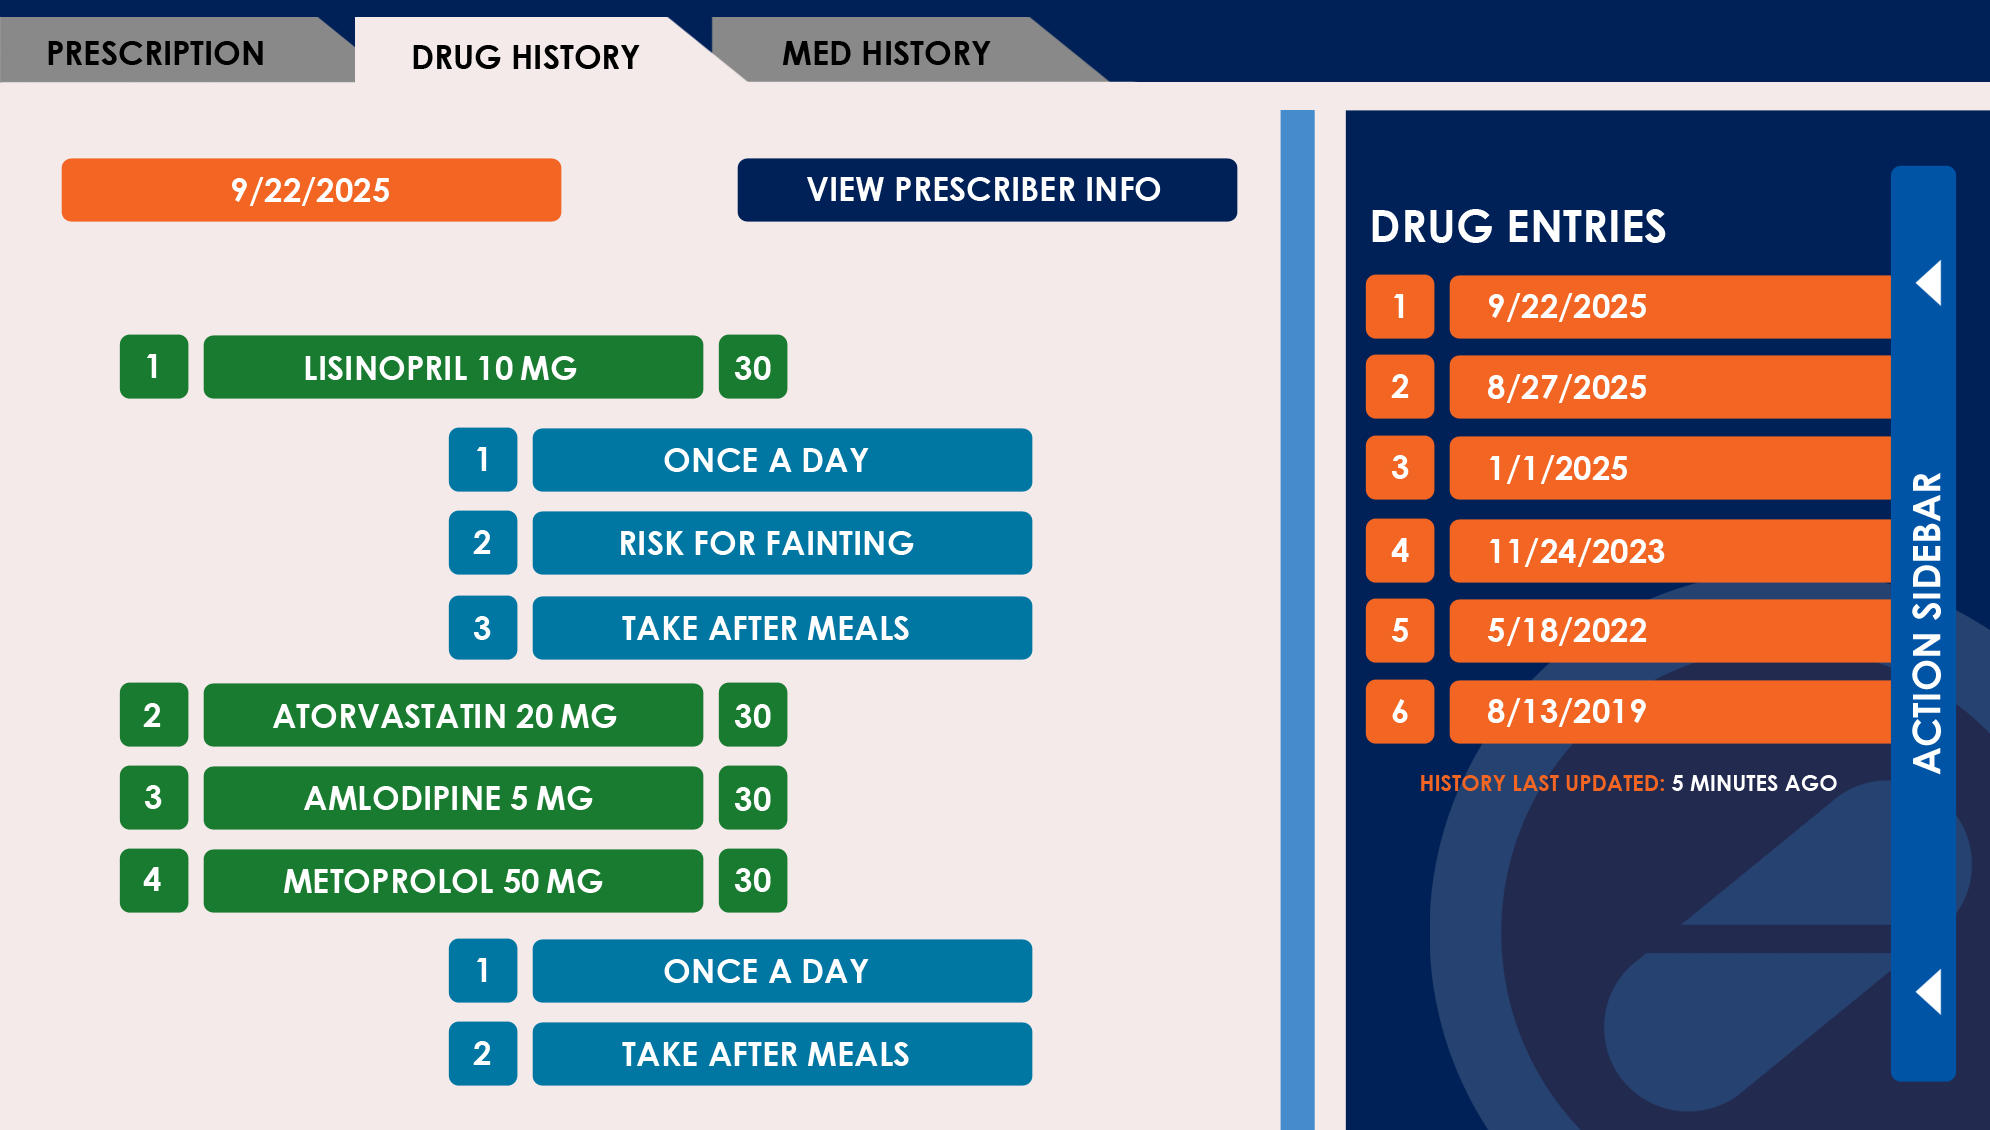 PRESCRIPTION
DRUG HISTORY
MED HISTORY
9/22/2025
VIEW PRESCRIBER INFO
1 LISINOPRIL 10 MG 30
1 ONCE A DAY
2 RISK FOR FAINTING
3 TAKE AFTER MEALS
2 ATORVASTATIN 20 MG 30
3 AMLODIPINE 5 MG 30
4 METOPROLOL 50 MG 30
1 ONCE A DAY
2 TAKE AFTER MEALS
DRUG ENTRIES
1 9/22/2025
2 8/27/2025
3 1/1/2025
4 11/24/2023
5 5/18/2022
6 8/13/2019
HISTORY LAST UPDATED: 5 MINUTES AGO
ACTION SIDEBAR